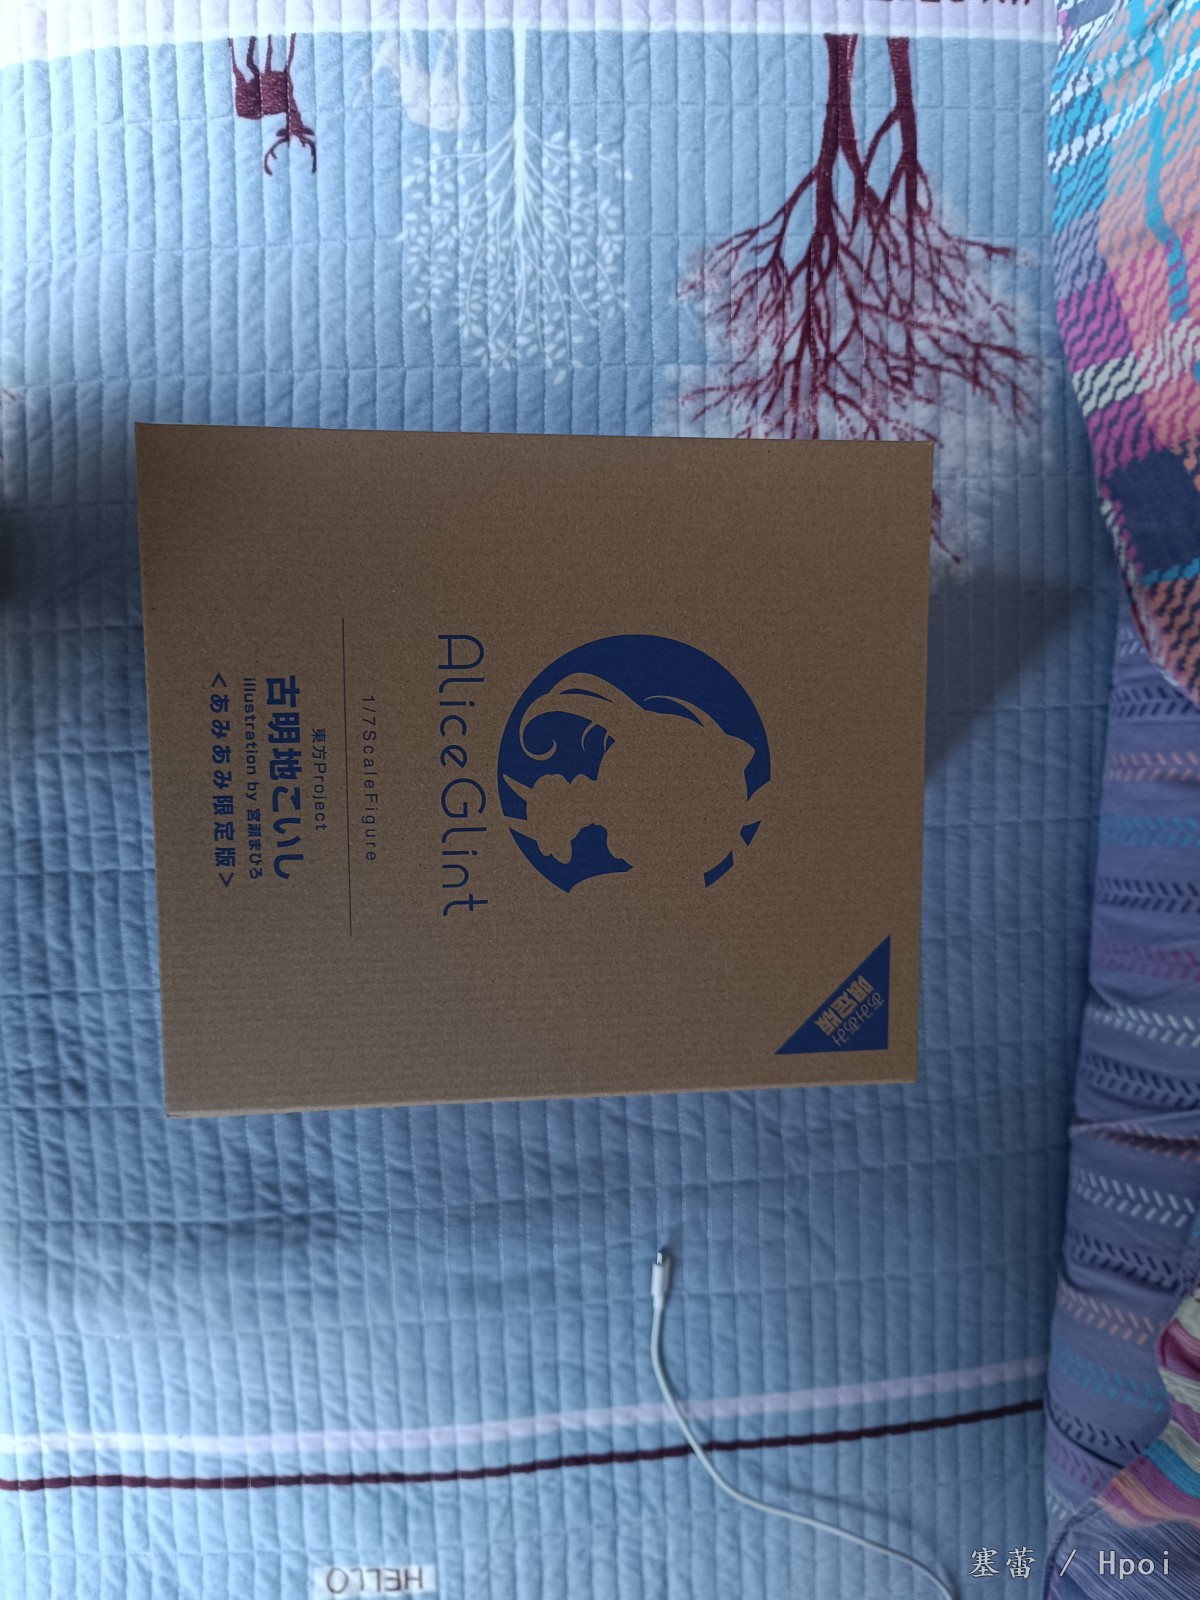 あみあみ
限定版
AliceGlint
1/7ScaleFigure
東方Project
古明地こいし
illustration by 宮瀬まひろ
<あみあみ限定版>
HELLO
塞蕾 / Hpoi